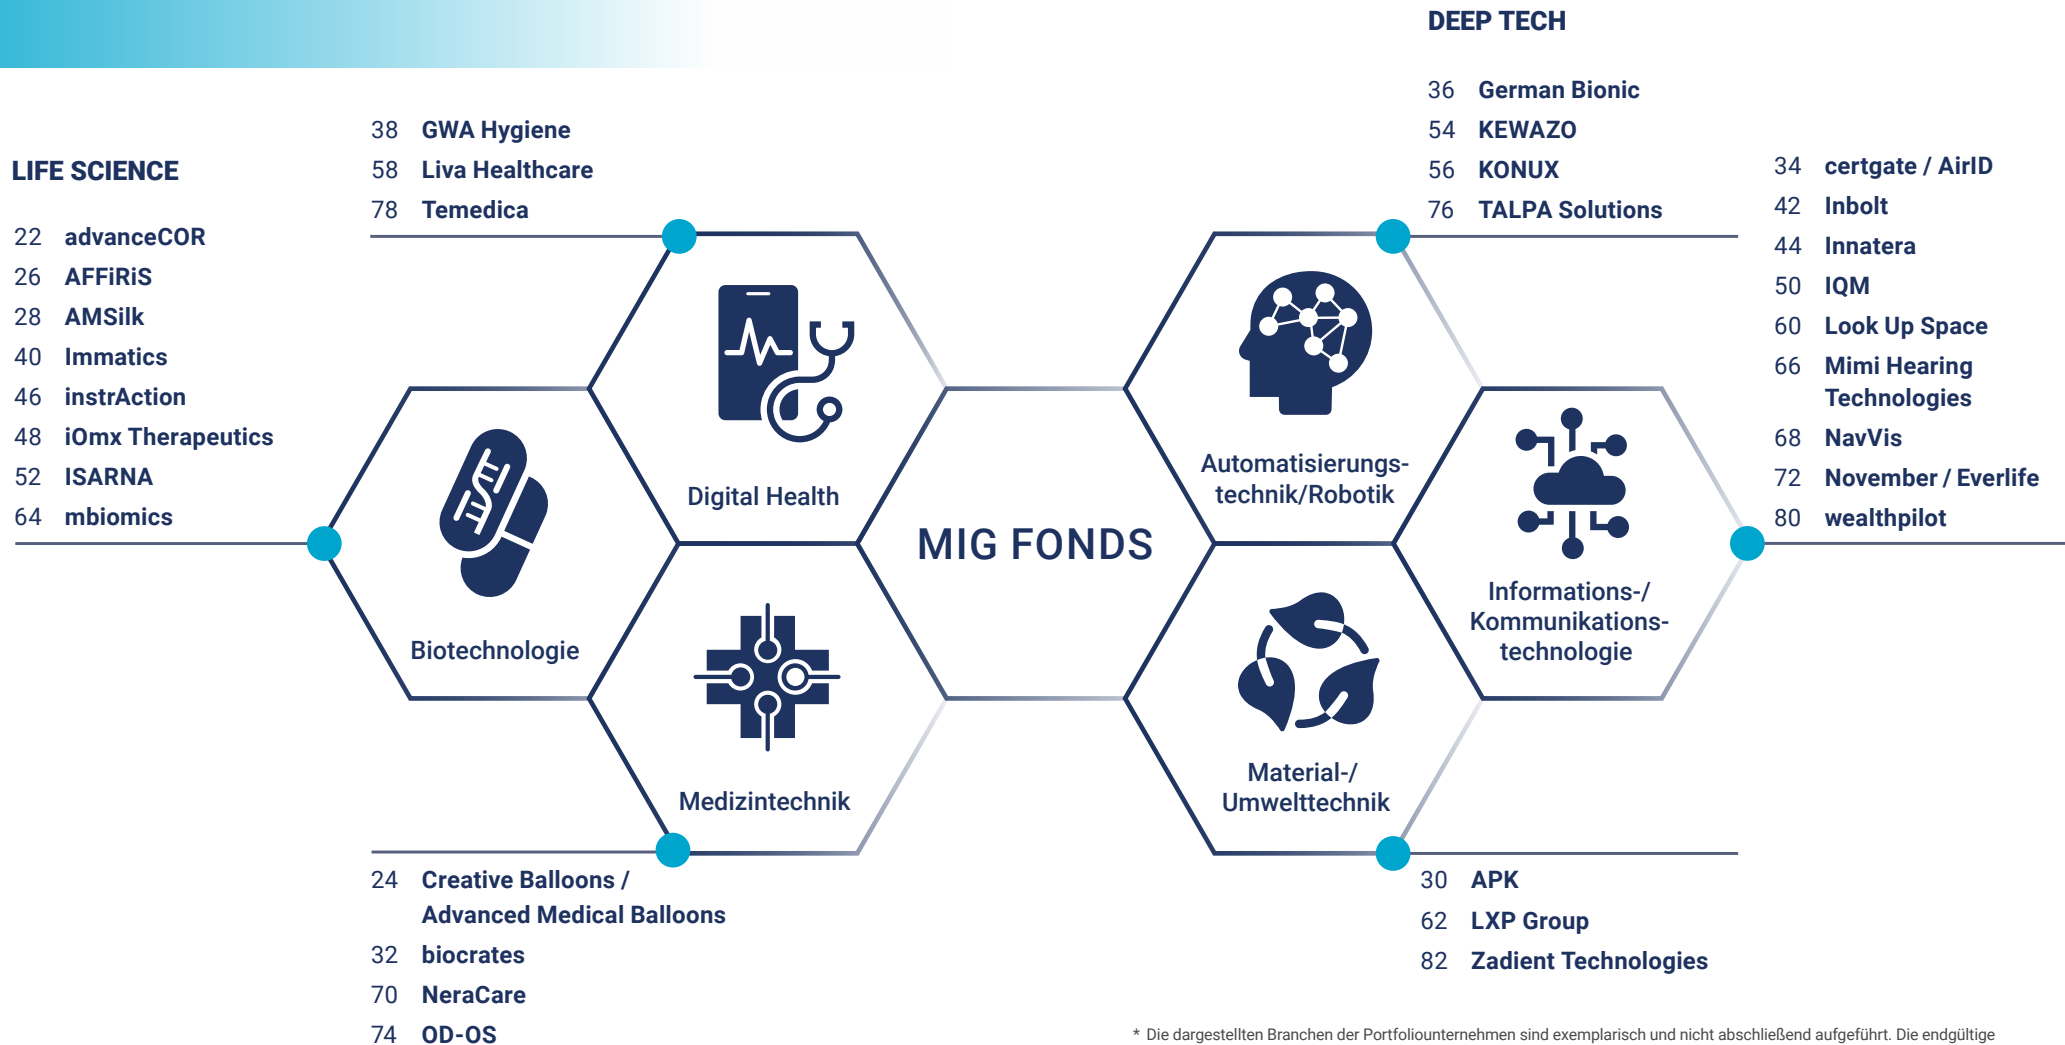 LIFE SCIENCE
22 advanceCOR
26 AFFiRiS
28 AMSilk
40 Immatics
46 instrAction
48 iOmx Therapeutics
52 ISARNA
64 mbiomics
38 GWA Hygiene
58 Liva Healthcare
78 Temedica
Biotechnologie
Digital Health
Medizintechnik
24 Creative Balloons /
Advanced Medical Balloons
32 biocrates
70 NeraCare
74 OD-OS
MIG FONDS
DEEP TECH
36 German Bionic
54 KEWAZO
56 KONUX
76 TALPA Solutions
34 certgate / AirID
42 Inbolt
44 Innatera
50 IQM
60 Look Up Space
66 Mimi Hearing
Technologies
68 NavVis
72 November / Everlife
80 wealthpilot
Automatisierungs-
technik/Robotik
Informations-/
Kommunikations-
technologie
Material-/
Umwelttechnik
30 APK
62 LXP Group
82 Zadient Technologies
* Die dargestellten Branchen der Portfoliounternehmen sind exemplarisch und nicht abschließend aufgeführt. Die endgültige